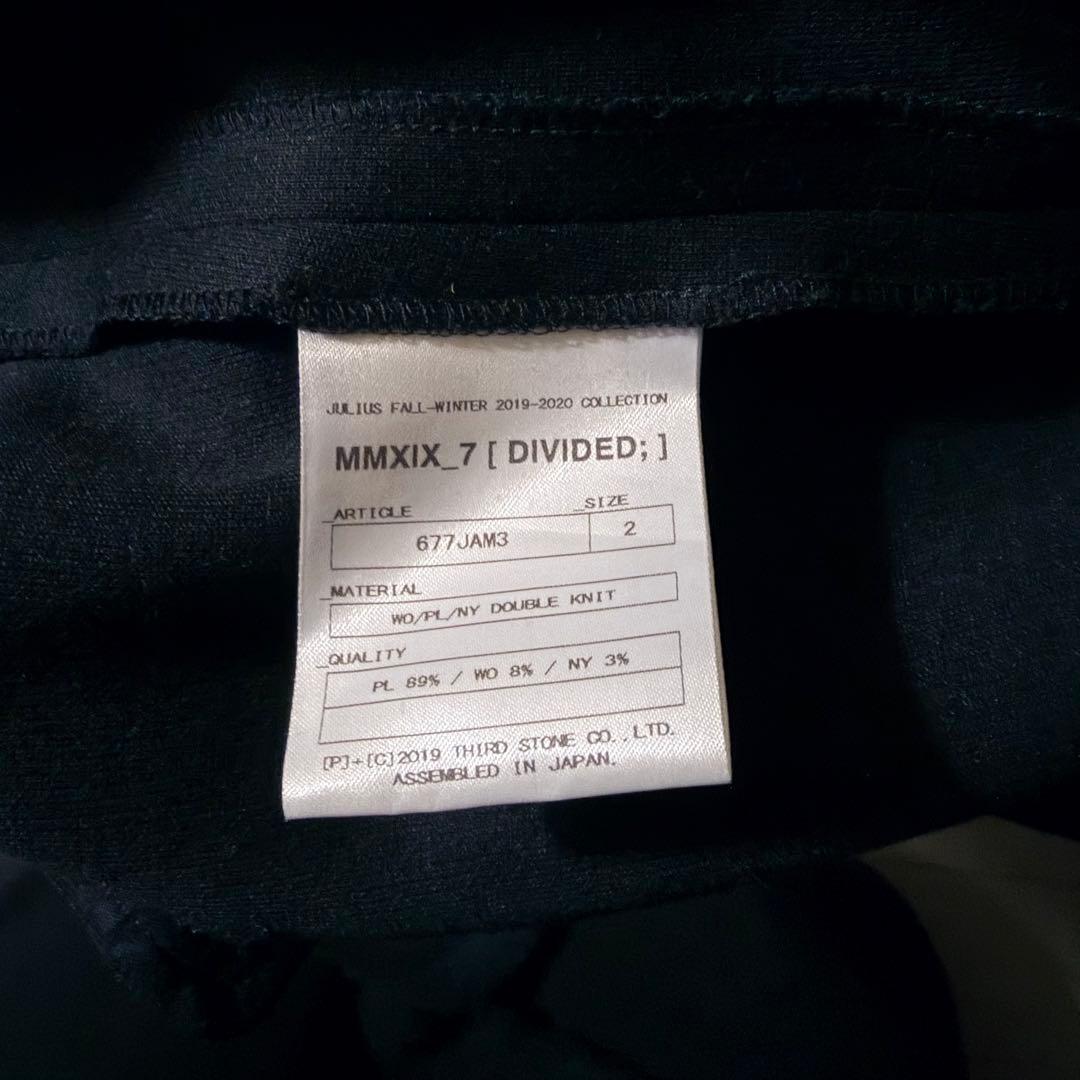 JULIUS FALL-WINTER 2019-2020 COLLECTION
MMXIX_7 [ DIVIDED; ]
_ARTICLE _SIZE
677JAM3 2
_MATERIAL
WO/PL/NY DOUBLE KNIT
_QUALITY
PL 89% / WO 8% / NY 3%
[P]+[C]2019 THIRD STONE CO.,LTD.
ASSEMBLED IN JAPAN.